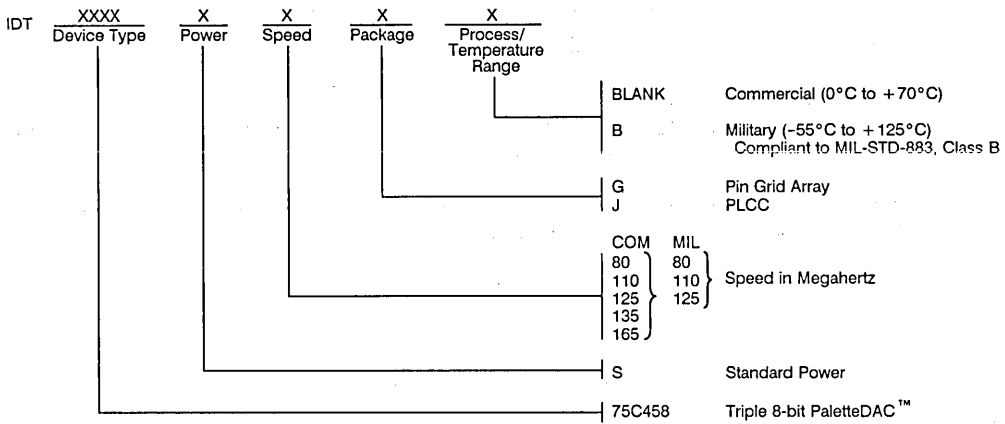 IDT XXXX X X X X
Device Type Power Speed Package Process/
Temperature
Range
BLANK Commercial (0°C to +70°C)
B Military (–55°C to +125°C)
Compliant to MIL-STD-883, Class B
G Pin Grid Array
J PLCC
COM MIL
80 80
110 110 Speed in Megahertz
125 125
135
165
S Standard Power
75C458 Triple 8-bit PaletteDAC™